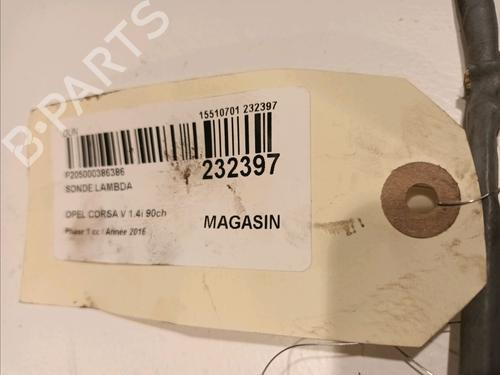 B-PARTS
15510701 232397
P205000386386
232397
SONDE LAMBDA
OPEL CORSA V 1.4i 90ch
MAGASIN
Phase 1 cc / Année 2016